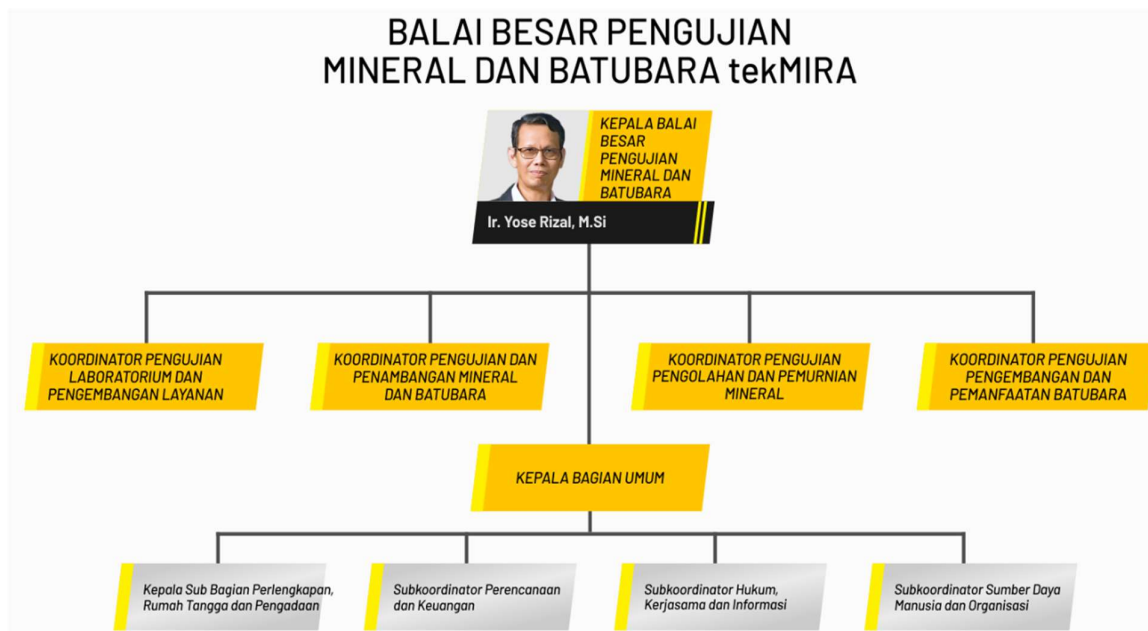 BALAI BESAR PENGUJIAN
MINERAL DAN BATUBARA tekMIRA
KEPALA BALAI
BESAR
PENGUJIAN
MINERAL DAN
BATUBARA
Ir. Yose Rizal, M.Si
KOORDINATOR PENGUJIAN
LABORATORIUM DAN
PENGEMBANGAN LAYANAN
KOORDINATOR PENGUJIAN DAN
PENAMBANGAN MINERAL
DAN BATUBARA
KOORDINATOR PENGUJIAN
PENGOLAHAN DAN PEMURNIAN
MINERAL
KOORDINATOR PENGUJIAN
PENGEMBANGAN DAN
PEMANFAATAN BATUBARA
KEPALA BAGIAN UMUM
Kepala Sub Bagian Perlengkapan,
Rumah Tangga dan Pengadaan
Subkoordinator Perencanaan
dan Keuangan
Subkoordinator Hukum,
Kerjasama dan Informasi
Subkoordinator Sumber Daya
Manusia dan Organisasi